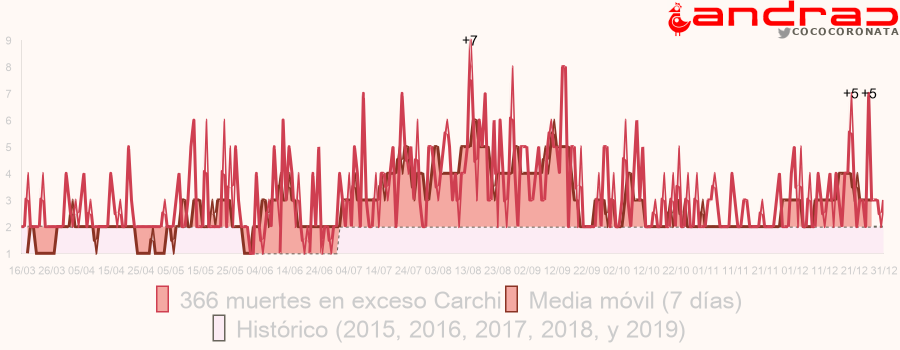 andrac
COCOCORONATA
9
7
6
5
4
3
2
1
+7
+5
+5
16/03 26/03 05/04 15/04 25/04 05/05 15/05 25/05 04/06 14/06 24/06 04/07 14/07 24/07 03/08 13/08 23/08 02/09 12/09 22/09 02/10 12/10 22/10 01/11 11/11 21/11 01/12 11/12 21/12 31/12
366 muertes en exceso Carchi Media móvil (7 días)
Histórico (2015, 2016, 2017, 2018, y 2019)